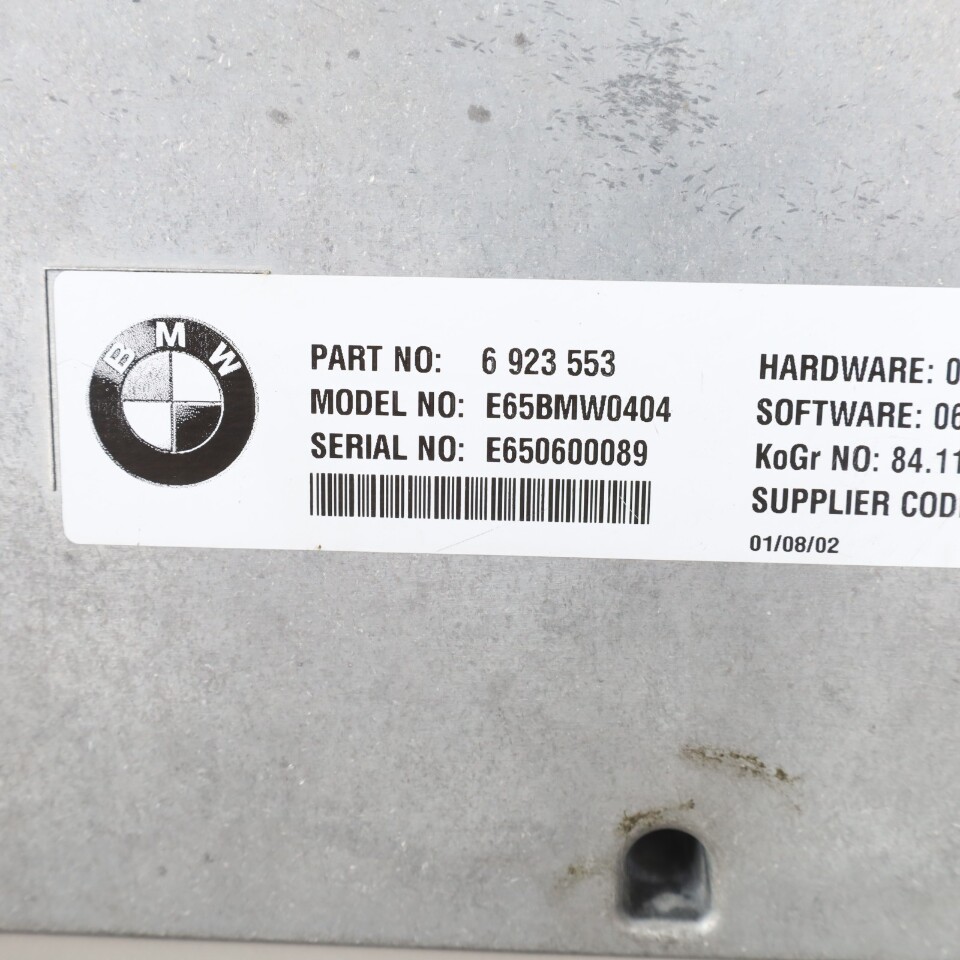 BMW
PART NO: 6 923 553
MODEL NO: E65BMW0404
SERIAL NO: E650600089
HARDWARE: 0
SOFTWARE: 06
KoGr NO: 84.11
SUPPLIER COD
01/08/02